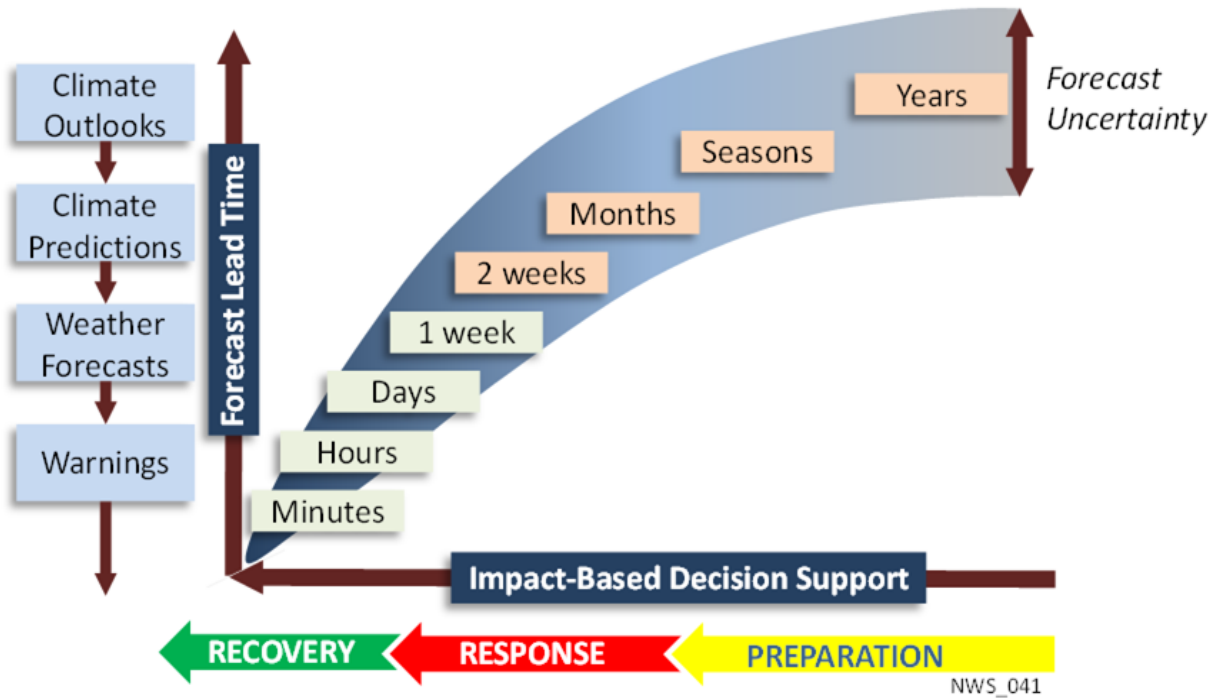 Climate
Outlooks
Climate
Predictions
Weather
Forecasts
Warnings
Forecast Lead Time
Years
Seasons
Months
2 weeks
1 week
Days
Hours
Minutes
Forecast
Uncertainty
Impact-Based Decision Support
RECOVERY
RESPONSE
PREPARATION
NWS_041